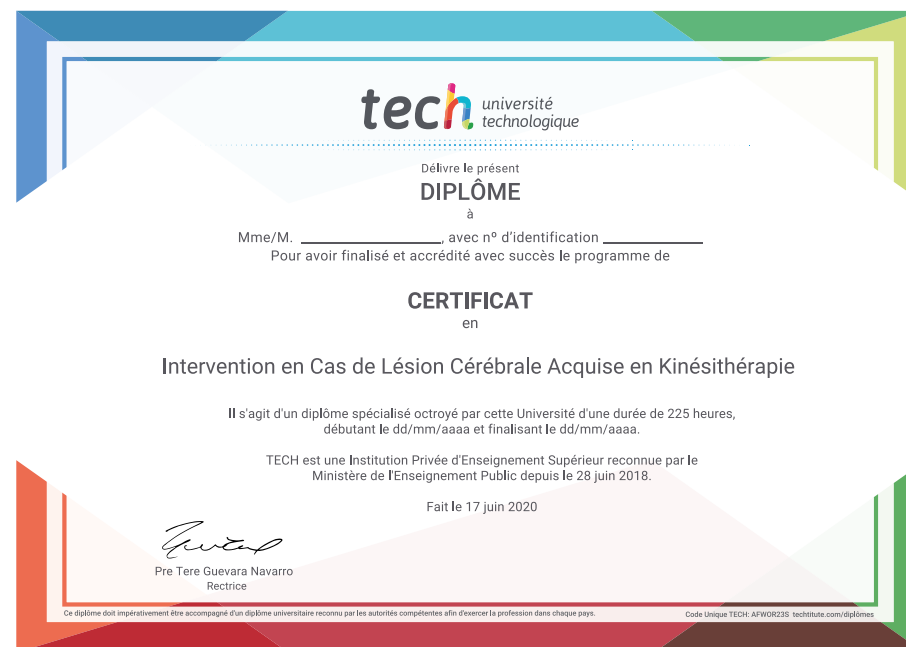 tech université
technologique
Délivre le présent
DIPLÔME
à
Mme/M. ____________________, avec nº d'identification ______________
Pour avoir finalisé et accrédité avec succès le programme de
CERTIFICAT
en
Intervention en Cas de Lésion Cérébrale Acquise en Kinésithérapie
Il s'agit d'un diplôme spécialisé octroyé par cette Université d'une durée de 225 heures,
débutant le dd/mm/aaaa et finalisant le dd/mm/aaaa.
TECH est une Institution Privée d'Enseignement Supérieur reconnue par le
Ministère de l'Enseignement Public depuis le 28 juin 2018.
Fait le 17 juin 2020
Pre Tere Guevara Navarro
Rectrice
Ce diplôme doit impérativement être accompagné d'un diplôme universitaire reconnu par les autorités compétentes afin d'exercer la profession dans chaque pays.
Code Unique TECH: AFWOR23S techtitute.com/diplômes